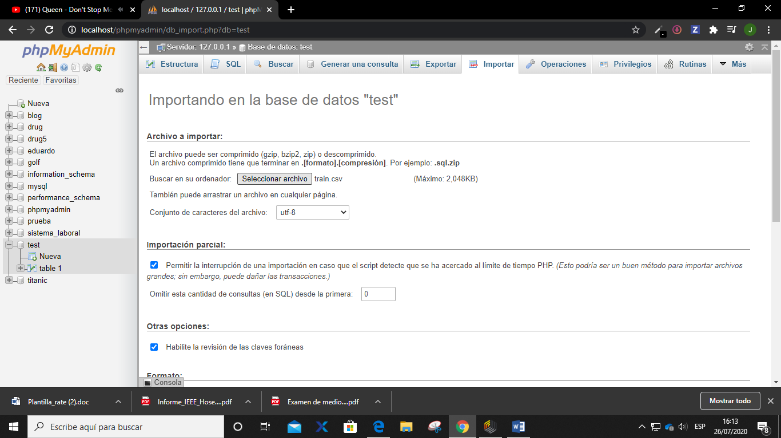 (171) Queen - Don't Stop Me
localhost / 127.0.0.1 / test | phpM
localhost/phpmyadmin/db_import.php?db=test
phpMyAdmin
Reciente Favoritas
Nueva
blog
drug
drug5
eduardo
golf
information_schema
mysql
performance_schema
phpmyadmin
prueba
sistema_laboral
test
Nueva
table 1
titanic
Servidor: 127.0.0.1 » Base de datos: test
Estructura SQL Buscar Generar una consulta Exportar Importar Operaciones Privilegios Rutinas Más
Importando en la base de datos "test"
Archivo a importar:
El archivo puede ser comprimido (gzip, bzip2, zip) o descomprimido.
Un archivo comprimido tiene que terminar en .[formato].[compresión]. Por ejemplo: .sql.zip
Buscar en su ordenador: Seleccionar archivo train.csv (Máximo: 2,048KB)
También puede arrastrar un archivo en cualquier página.
Conjunto de caracteres del archivo: utf-8
Importación parcial:
Permitir la interrupción de una importación en caso que el script detecte que se ha acercado al límite de tiempo PHP. (Esto podría ser un buen método para importar archivos
grandes; sin embargo, puede dañar las transacciones.)
Omitir esta cantidad de consultas (en SQL) desde la primera: 0
Otras opciones:
Habilite la revisión de las claves foráneas
Formato:
Consola
Plantilla_rate (2).doc
Informe_IEEE_Hose....pdf
Examen de medio....pdf
Mostrar todo
Escribe aquí para buscar
ESP
16:13
26/07/2020
8